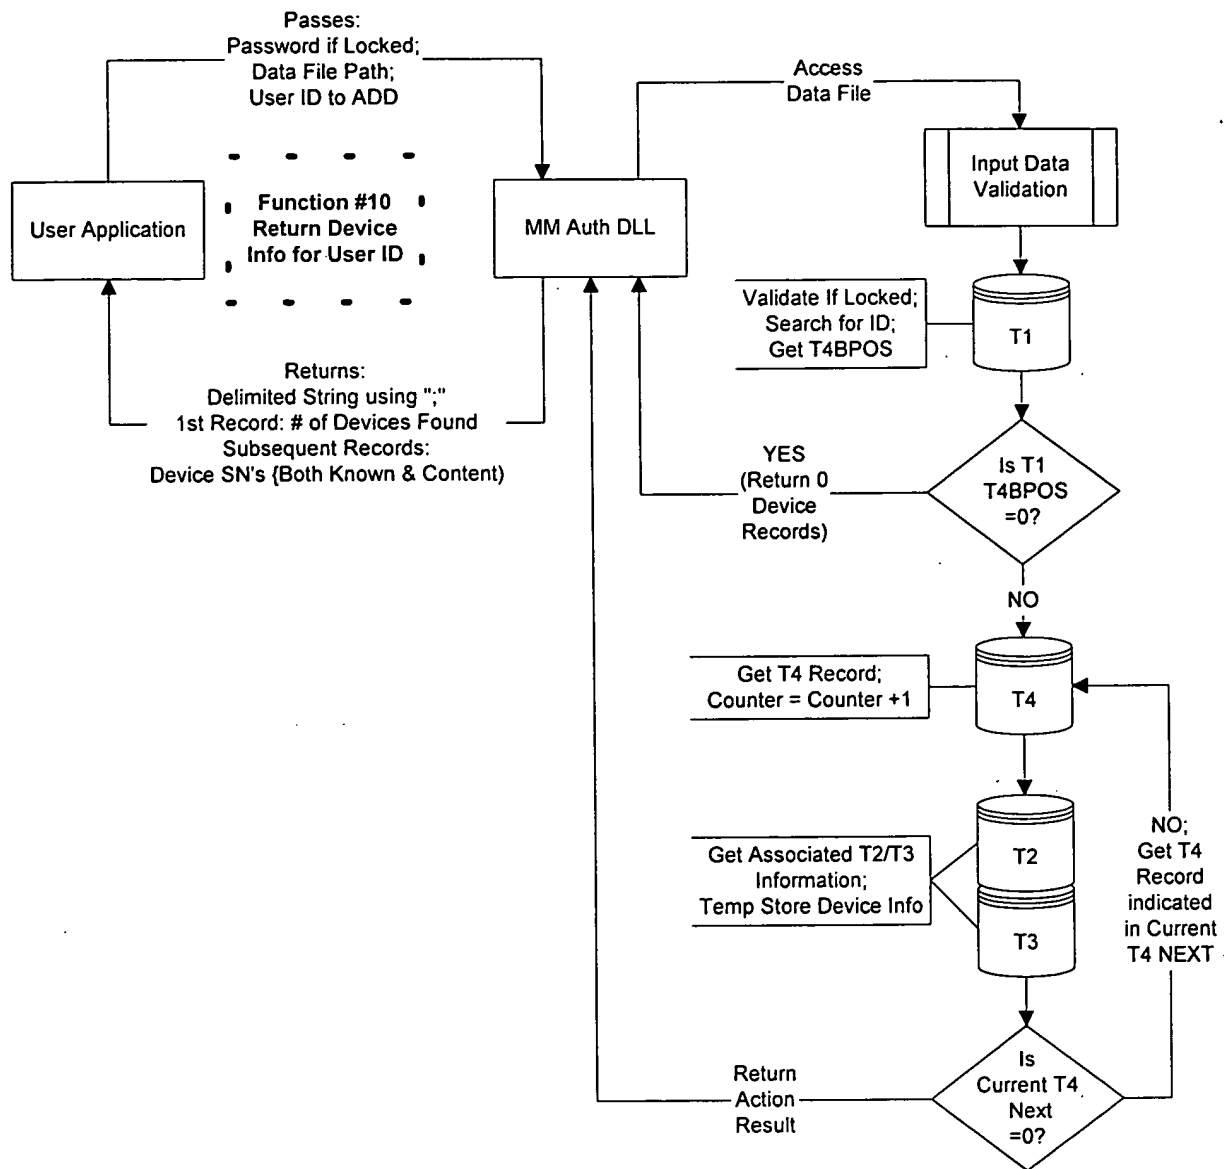 Passes:
Password if Locked;
Data File Path;
User ID to ADD
Access
Data File
User Application
Function #10
Return Device
Info for User ID
MM Auth DLL
Input Data
Validation
Validate If Locked;
Search for ID;
Get T4BPOS
T1
Returns:
Delimited String using ";"
1st Record: # of Devices Found
Subsequent Records:
Device SN's {Both Known & Content)
YES
(Return 0
Device
Records)
Is T1
T4BPOS
=0?
NO
Get T4 Record;
Counter = Counter +1
T4
Get Associated T2/T3
Information;
Temp Store Device Info
T2
T3
NO;
Get T4
Record
indicated
in Current
T4 NEXT
Return
Action
Result
Is
Current T4
Next
=0?